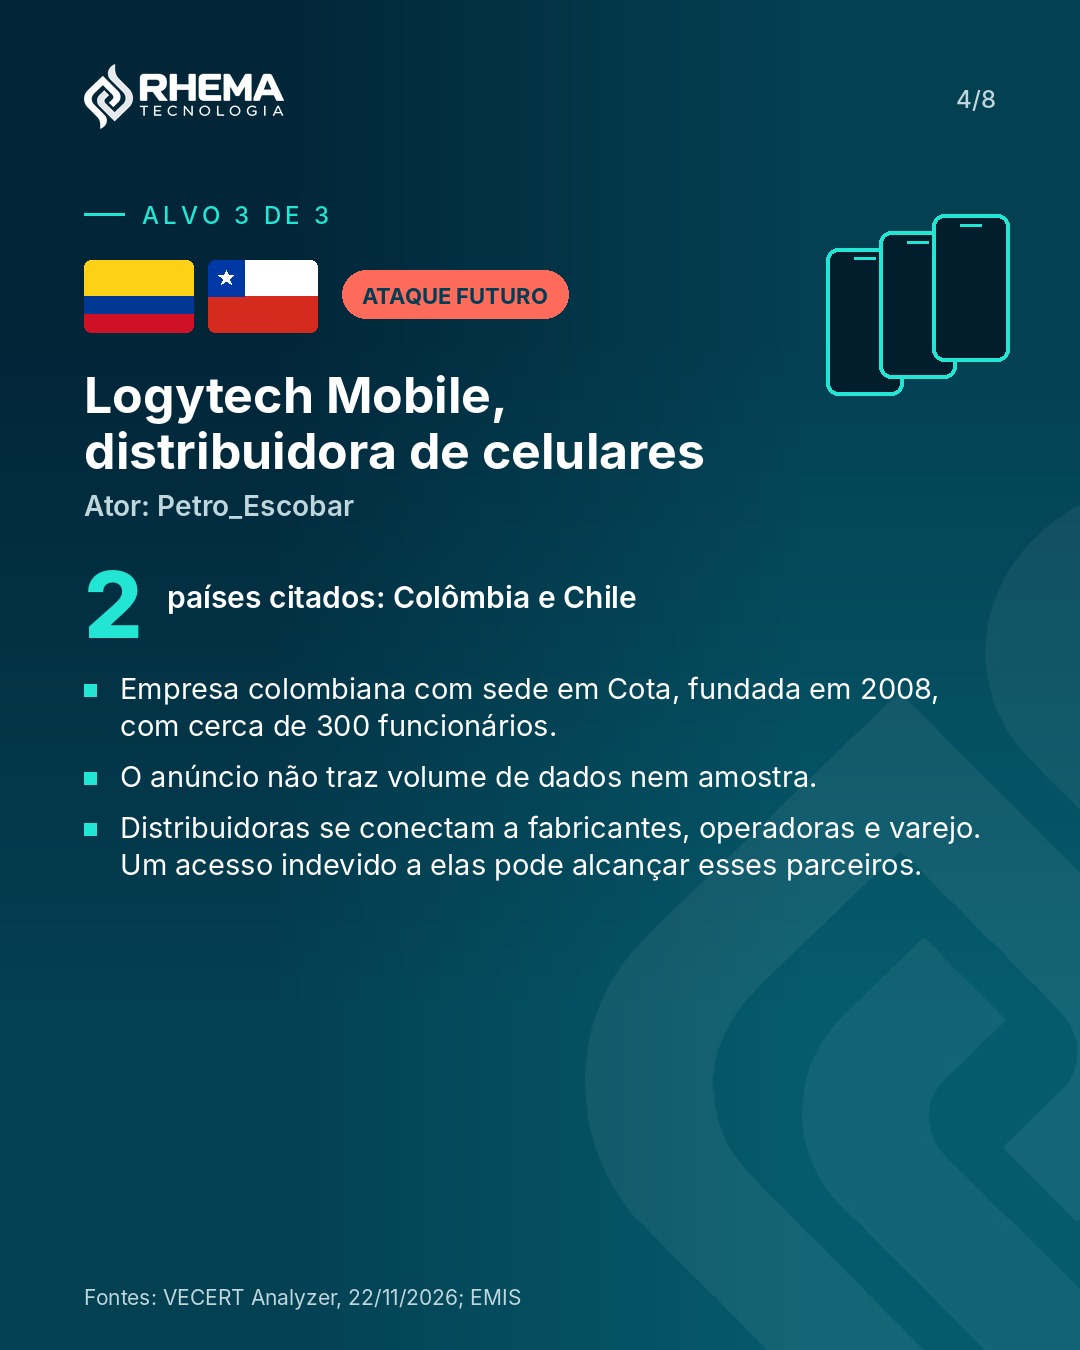 RHEMA
TECNOLOGIA
4/8
ALVO 3 DE 3
ATAQUE FUTURO
Logytech Mobile,
distribuidora de celulares
Ator: Petro_Escobar
2 países citados: Colômbia e Chile
Empresa colombiana com sede em Cota, fundada em 2008,
com cerca de 300 funcionários.
O anúncio não traz volume de dados nem amostra.
Distribuidoras se conectam a fabricantes, operadoras e varejo.
Um acesso indevido a elas pode alcançar esses parceiros.
Fontes: VECERT Analyzer, 22/11/2026; EMIS